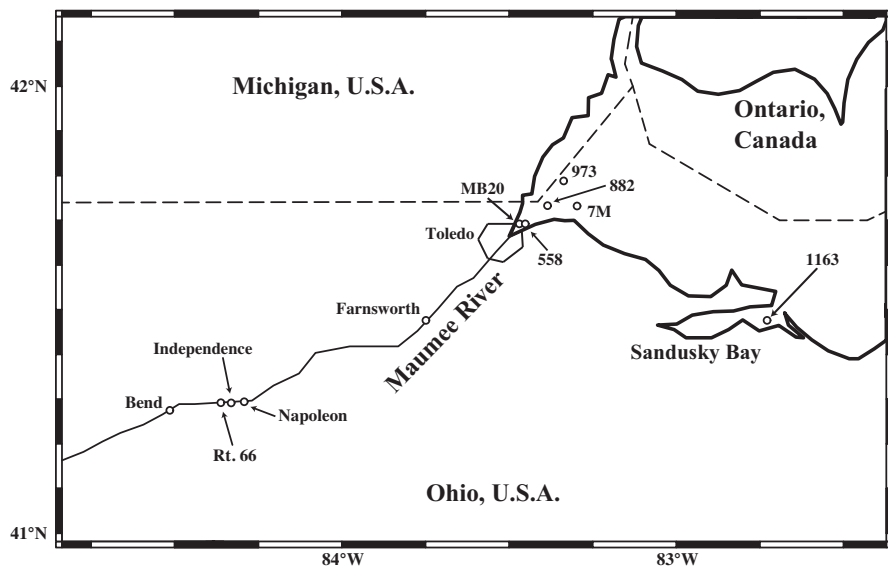 42°N
Michigan, U.S.A.
Ontario,
Canada
973
MB20
882
7M
Toledo
558
1163
Farnsworth
Maumee River
Independence
Sandusky Bay
Bend
Napoleon
Rt. 66
Ohio, U.S.A.
41°N
84°W
83°W